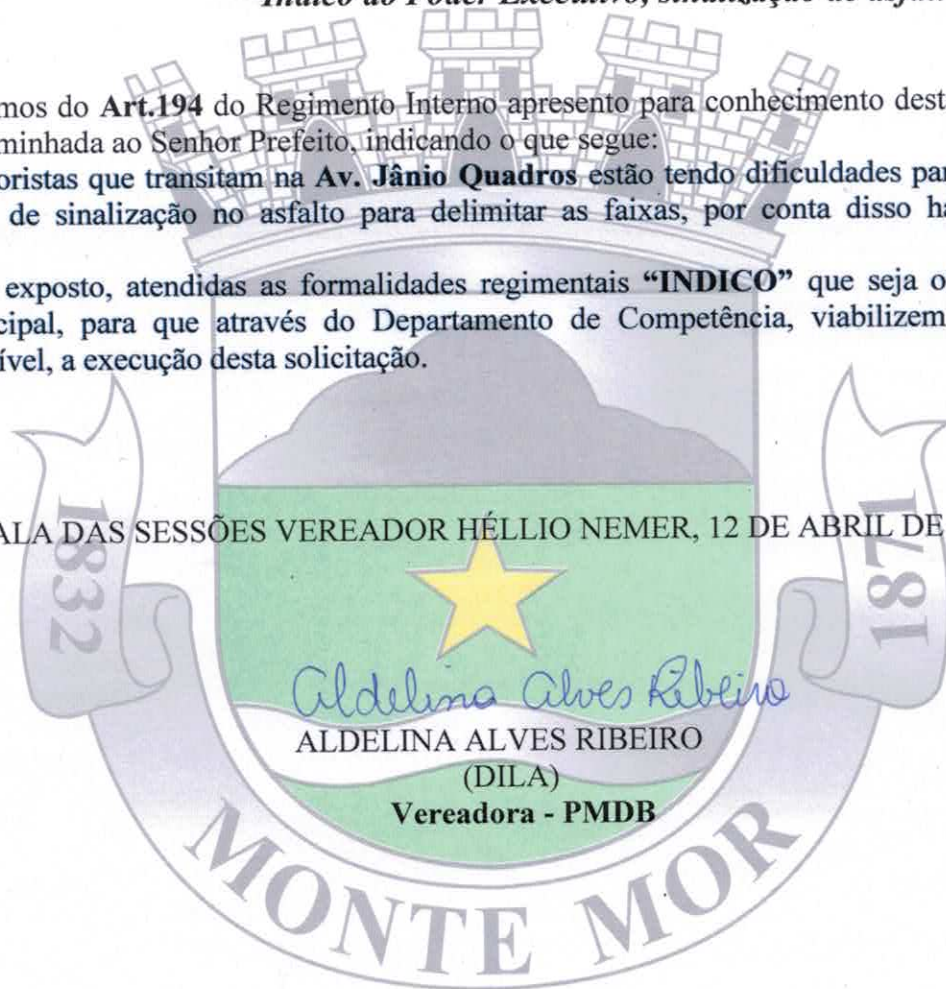 Indico ao Poder Executivo, sinalização do asfal
mos do Art.194 do Regimento Interno apresento para conhecimento dest
minhada ao Senhor Prefeito, indicando o que segue:
oristas que transitam na Av. Jânio Quadros estão tendo dificuldades par
de sinalização no asfalto para delimitar as faixas, por conta disso ha
exposto, atendidas as formalidades regimentais “INDICO” que seja o
cipal, para que através do Departamento de Competência, viabilizem
ível, a execução desta solicitação.
ALA DAS SESSÕES VEREADOR HÉLLIO NEMER, 12 DE ABRIL DE
1832
1871
Aldelina Alves Ribeiro
ALDELINA ALVES RIBEIRO
(DILA)
Vereadora - PMDB
MONTE MOR